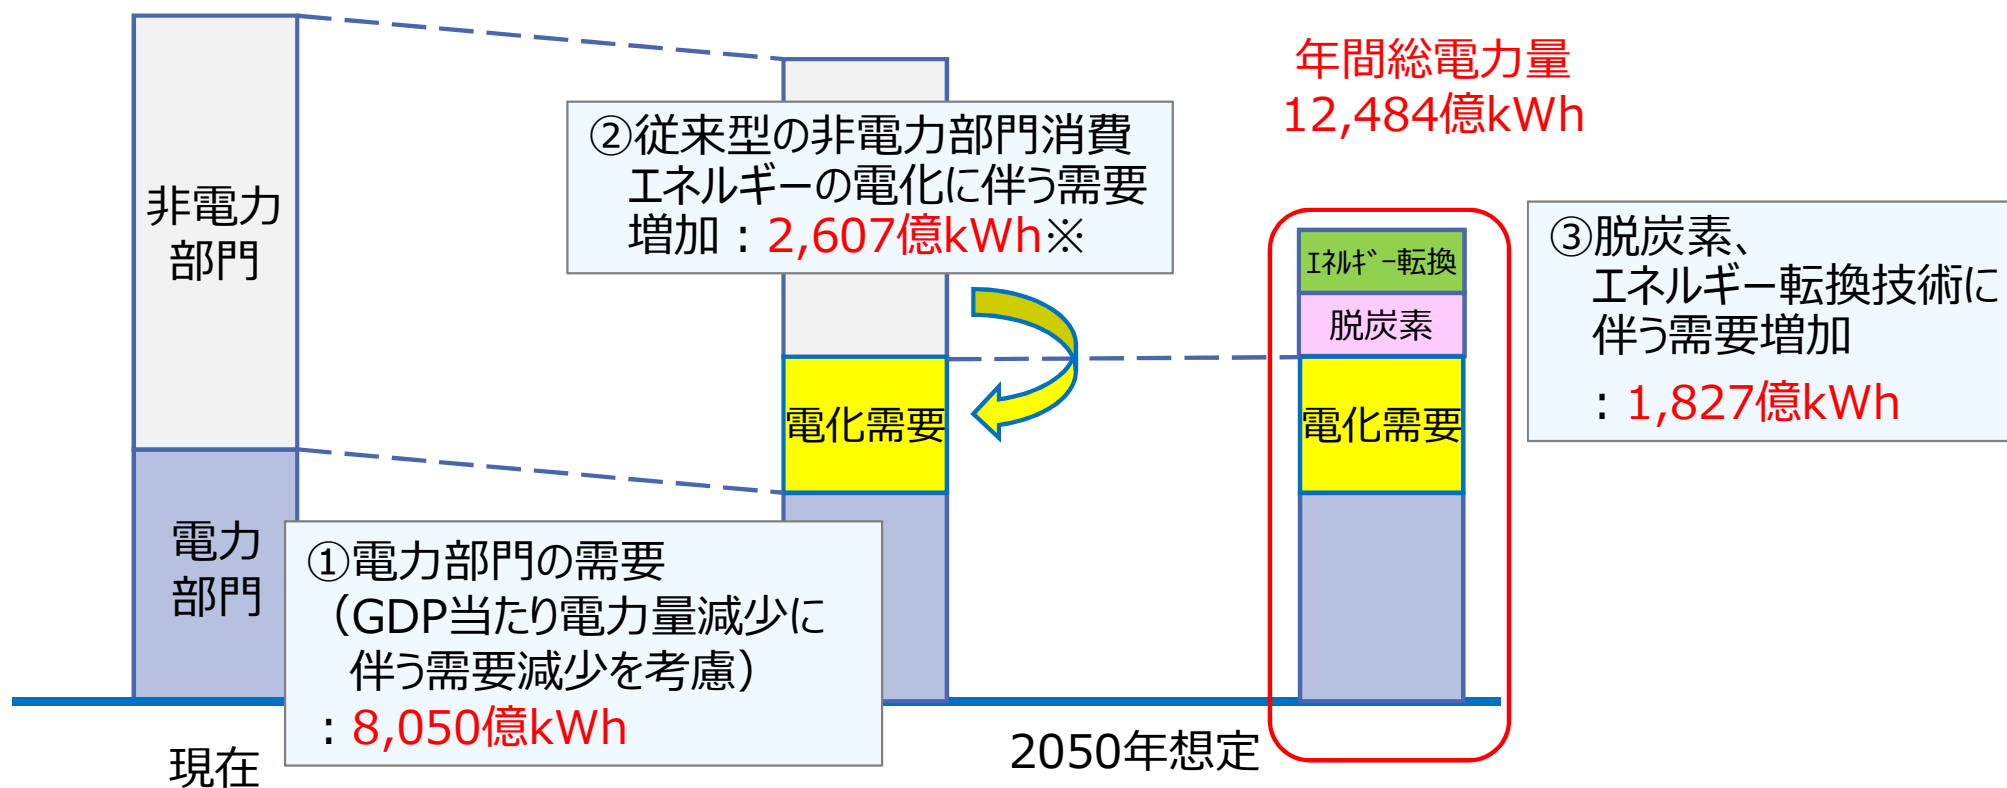 非電力
部門
電力
部門
現在
①電力部門の需要
（GDP当たり電力量減少に
伴う需要減少を考慮）
：8,050億kWh
②従来型の非電力部門消費
エネルギーの電化に伴う需要
増加：2,607億kWh※
電化需要
2050年想定
年間総電力量
12,484億kWh
ｴﾈﾙｷﾞｰ転換
脱炭素
電化需要
③脱炭素、
エネルギー転換技術に
伴う需要増加
：1,827億kWh